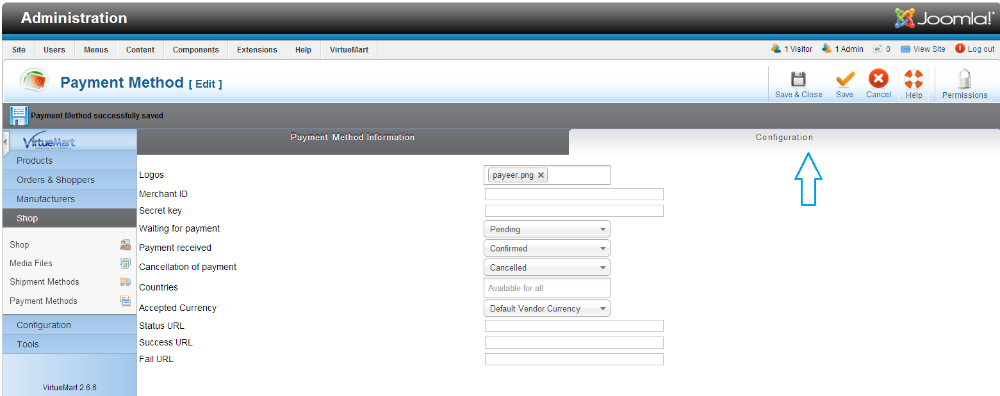 Administration
Joomla!
Site Users Menus Content Components Extensions Help VirtueMart
1 Visitor 1 Admin 0 View Site Log out
Payment Method [ Edit ]
Save & Close Save Cancel Help Permissions
Payment Method successfully saved
VirtueMart
shopping cart software
Payment Method Information
Configuration
Products
Orders & Shoppers
Manufacturers
Shop
Shop
Media Files
Shipment Methods
Payment Methods
Configuration
Tools
VirtueMart 2.6.6
Logos payeer.png
Merchant ID
Secret key
Waiting for payment Pending
Payment received Confirmed
Cancellation of payment Cancelled
Countries Available for all
Accepted Currency Default Vendor Currency
Status URL
Success URL
Fail URL